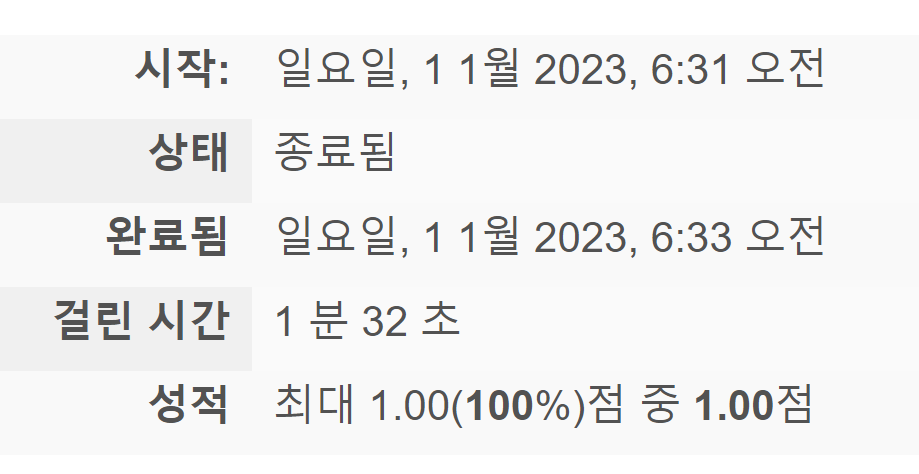 시작: 일요일, 1 1월 2023, 6:31 오전
상태 종료됨
완료됨 일요일, 1 1월 2023, 6:33 오전
걸린 시간 1 분 32 초
성적 최대 1.00(100%)점 중 1.00점